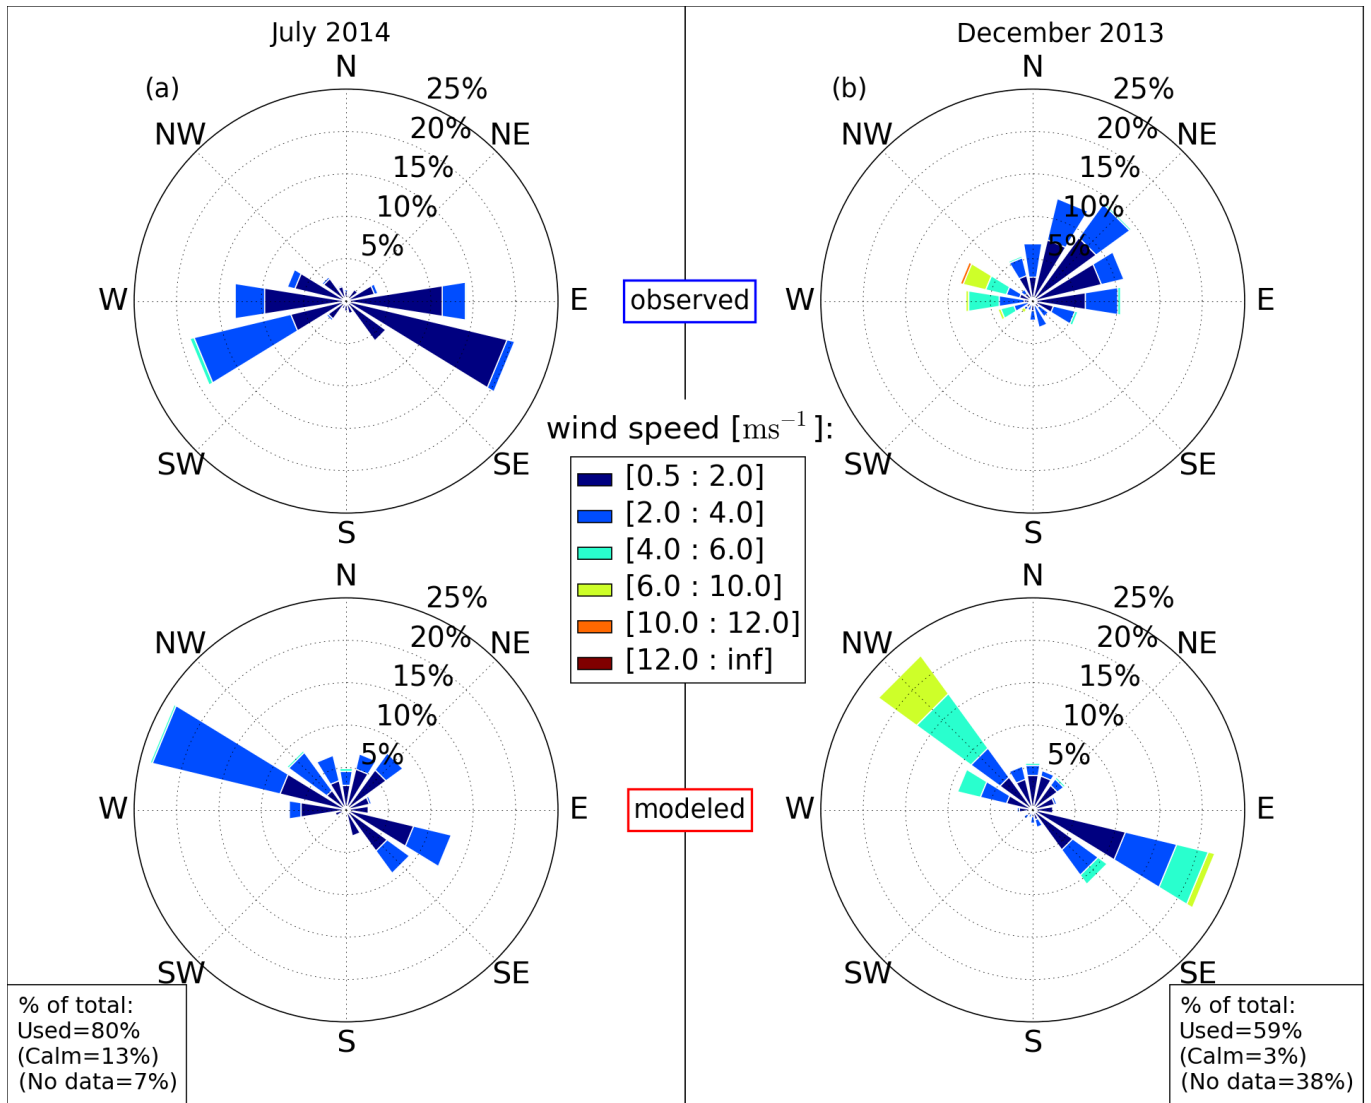 July 2014
December 2013
(a)
N
25%
20%
15%
10%
5%
NE
E
SE
S
SW
W
NW
(b)
N
25%
20%
15%
10%
5%
NE
E
SE
S
SW
W
NW
observed
wind speed [ms⁻¹]:
[0.5 : 2.0]
[2.0 : 4.0]
[4.0 : 6.0]
[6.0 : 10.0]
[10.0 : 12.0]
[12.0 : inf]
N
25%
20%
15%
10%
5%
NE
E
SE
S
SW
W
NW
modeled
N
25%
20%
15%
10%
5%
NE
E
SE
S
SW
W
NW
% of total:
Used=80%
(Calm=13%)
(No data=7%)
% of total:
Used=59%
(Calm=3%)
(No data=38%)